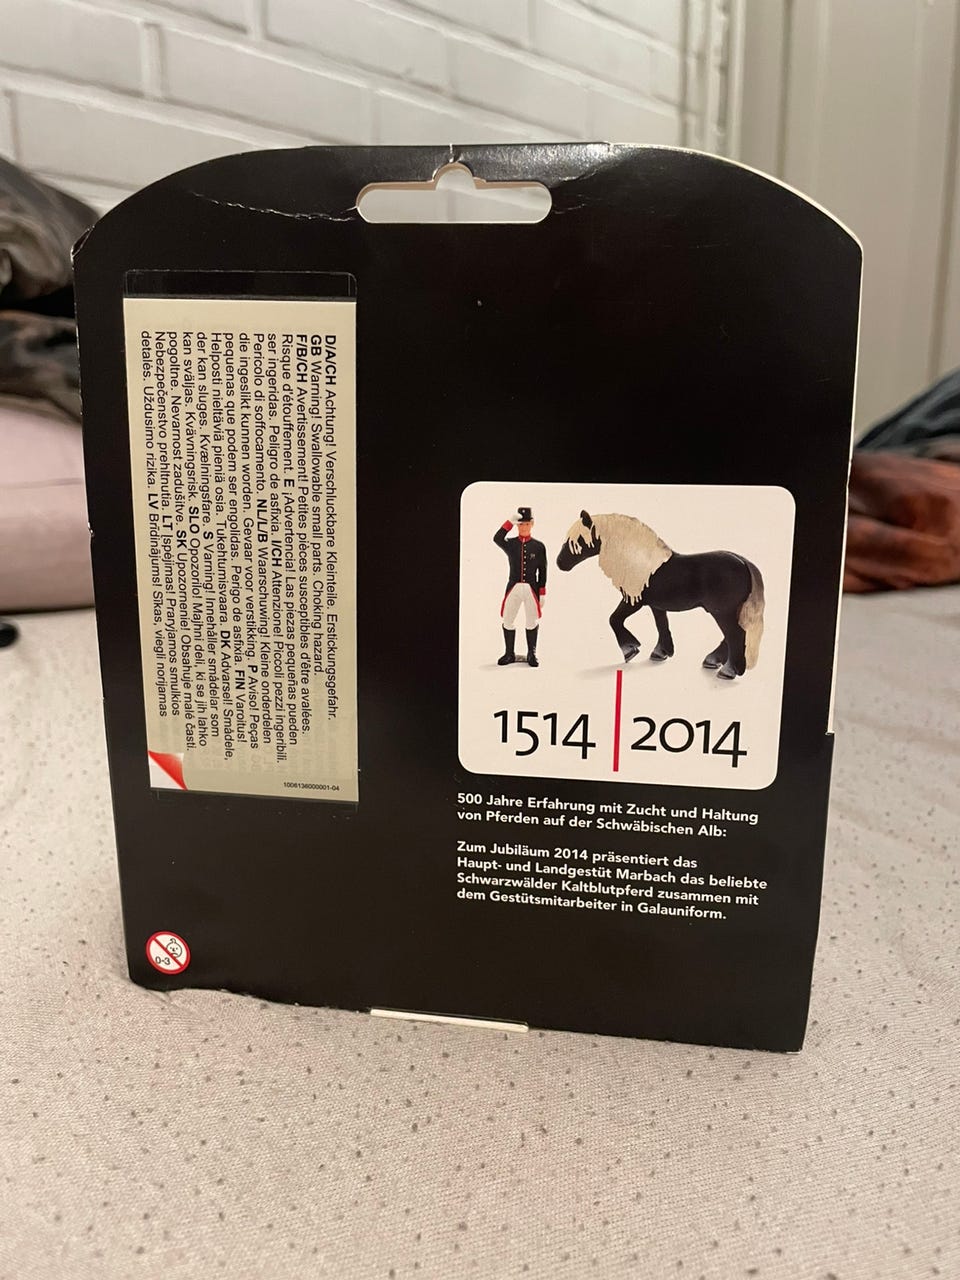 D/A/CH Achtung! Verschluckbare Kleinteile. Erstickungsgefahr.
GB Warning! Swallowable small parts. Choking hazard.
F/B/CH Avertissement! Petites pièces susceptibles d'être avalées.
Risque d'étouffement. E ¡Advertencia! Las piezas pequeñas pueden
ser ingeridas. Peligro de asfixia. I/CH Attenzione! Piccoli pezzi ingeribili.
Pericolo di soffocamento. NL/L/B Waarschuwing! Kleine onderdelen
die ingeslikt kunnen worden. Gevaar voor verstikking. P Aviso! Peças
pequenas que podem ser engolidas. Perigo de asfixia. FIN Varoitus!
Helposti nieltäviä pieniä osia. Tukehtumisvaara. DK Advarsel! Smådele,
der kan sluges. Kvælningsfare. S Varning! Innehåller smådelar som
kan sväljas. Kvävningsrisk. SLO Opozorilo! Majhni deli, ki se jih lahko
pogoltne. Nevarnost zadušitve. SK Upozornenie! Obsahuje malé časti.
Nebezpečenstvo prehltnutia. LT Įspėjimas! Praryjamos smulkios
detalės. Uždusimo rizika. LV Brīdinājums! Sīkas, viegli norijamas
1006136000001-04
0-3
1514 | 2014
500 Jahre Erfahrung mit Zucht und Haltung
von Pferden auf der Schwäbischen Alb:
Zum Jubiläum 2014 präsentiert das
Haupt- und Landgestüt Marbach das beliebte
Schwarzwälder Kaltblutpferd zusammen mit
dem Gestütsmitarbeiter in Galauniform.